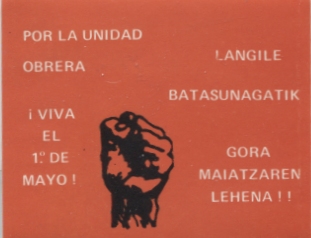 POR LA UNIDAD
OBRERA
¡ VIVA
EL
1º DE
MAYO !
LANGILE
BATASUNAGATIK
GORA
MAIATZAREN
LEHENA ! !